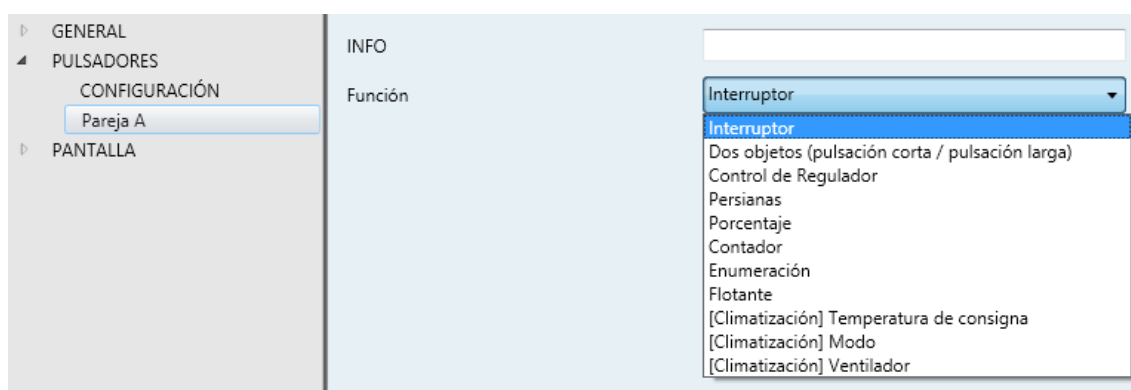 GENERAL
PULSADORES
CONFIGURACIÓN
Pareja A
PANTALLA
INFO
Función
Interruptor
Interruptor
Dos objetos (pulsación corta / pulsación larga)
Control de Regulador
Persianas
Porcentaje
Contador
Enumeración
Flotante
[Climatización] Temperatura de consigna
[Climatización] Modo
[Climatización] Ventilador